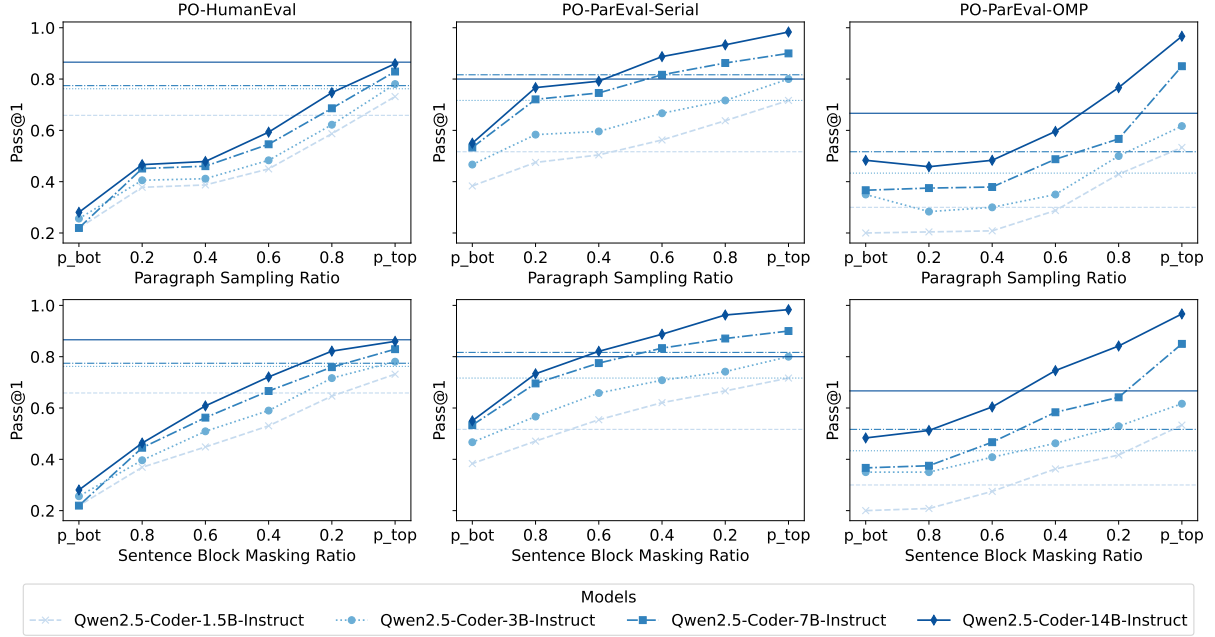 PO-HumanEval PO-ParEval-Serial PO-ParEval-OMP
1.0
0.8
0.6
0.4
0.2
Pass@1 Pass@1 Pass@1
p_bot 0.2 0.4 0.6 0.8 p_top p_bot 0.2 0.4 0.6 0.8 p_top p_bot 0.2 0.4 0.6 0.8 p_top
Paragraph Sampling Ratio Paragraph Sampling Ratio Paragraph Sampling Ratio
1.0
0.8
0.6
0.4
0.2
Pass@1 Pass@1 Pass@1
p_bot 0.8 0.6 0.4 0.2 p_top p_bot 0.8 0.6 0.4 0.2 p_top p_bot 0.8 0.6 0.4 0.2 p_top
Sentence Block Masking Ratio Sentence Block Masking Ratio Sentence Block Masking Ratio
Models
Qwen2.5-Coder-1.5B-Instruct Qwen2.5-Coder-3B-Instruct Qwen2.5-Coder-7B-Instruct Qwen2.5-Coder-14B-Instruct